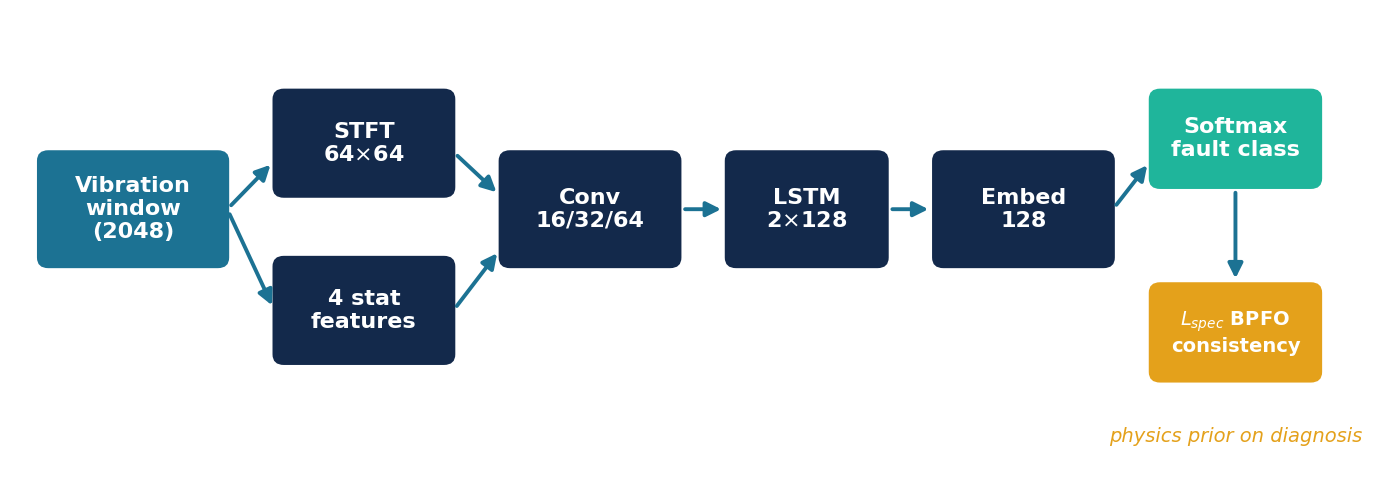 Vibration
window
(2048)
STFT
64×64
4 stat
features
Conv
16/32/64
LSTM
2×128
Embed
128
Softmax
fault class
L_spec BPFO
consistency
physics prior on diagnosis